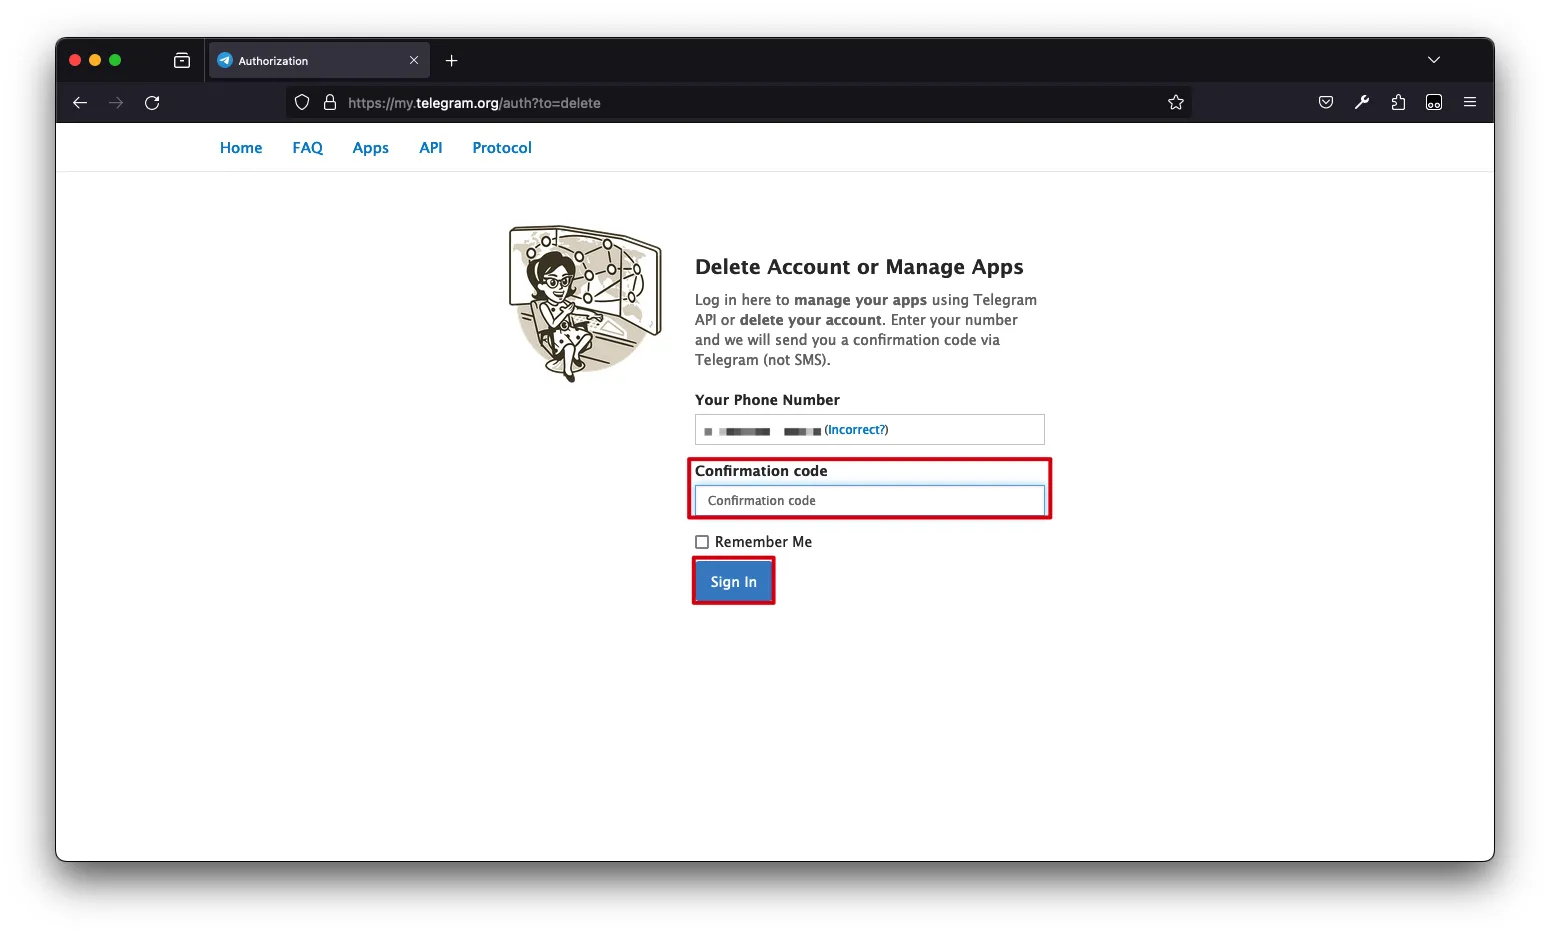 Authorization
https://my.telegram.org/auth?to=delete
Home FAQ Apps API Protocol
Delete Account or Manage Apps
Log in here to manage your apps using Telegram
API or delete your account. Enter your number
and we will send you a confirmation code via
Telegram (not SMS).
Your Phone Number
(Incorrect?)
Confirmation code
Confirmation code
Remember Me
Sign In